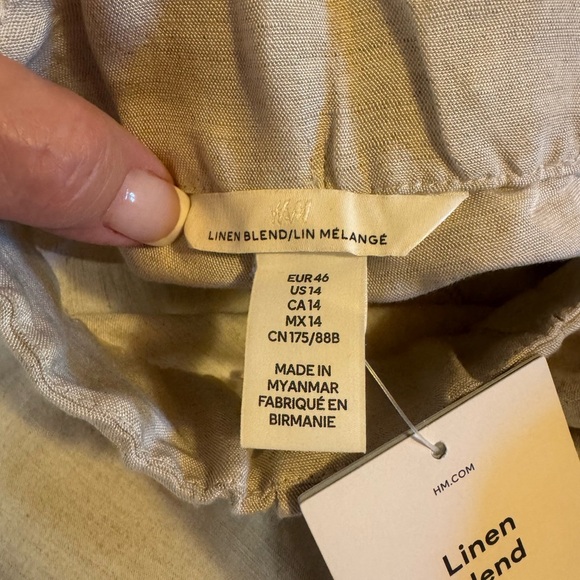 H&M
LINEN BLEND/LIN MÉLANGÉ
EUR 46
US 14
CA 14
MX 14
CN 175/88B
MADE IN
MYANMAR
FABRIQUÉ EN
BIRMANIE
HM.COM
Linen
lend